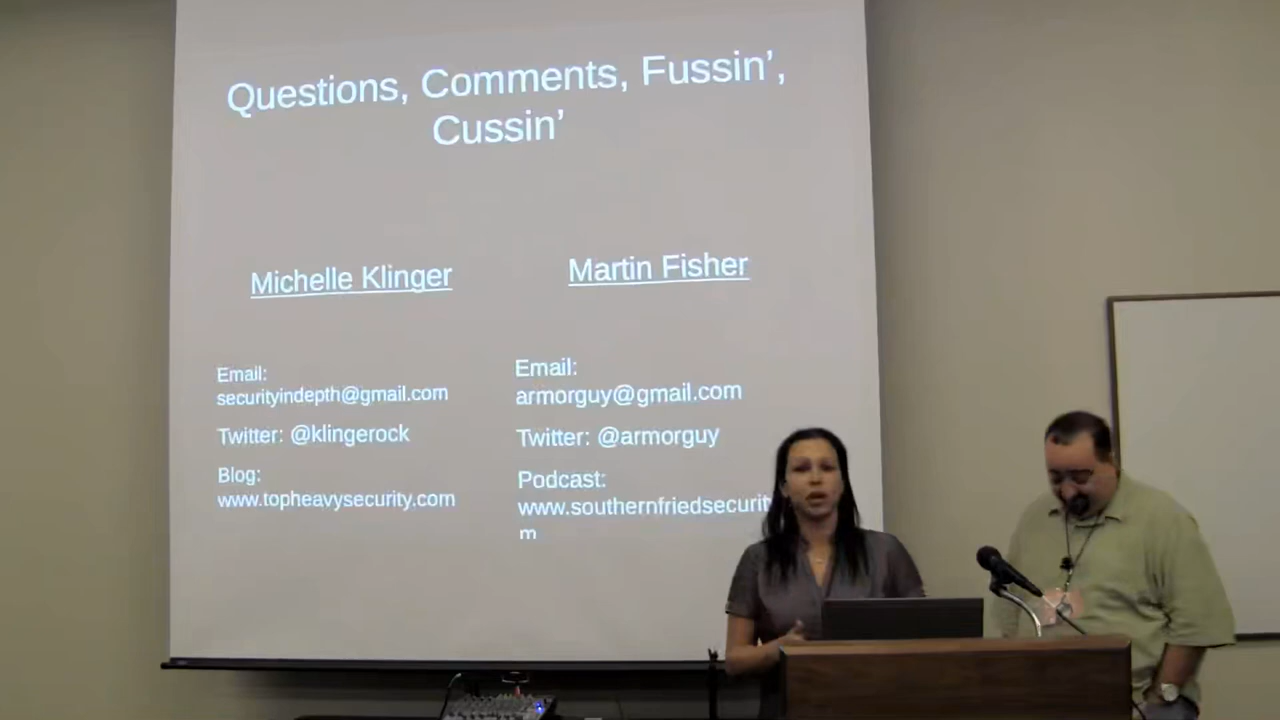 Questions, Comments, Fussin’,
Cussin’
Michelle Klinger
Email:
securityindepth@gmail.com
Twitter: @klingerock
Blog:
www.topheavysecurity.com
Martin Fisher
Email:
armorguy@gmail.com
Twitter: @armorguy
Podcast:
www.southernfriedsecurit
m